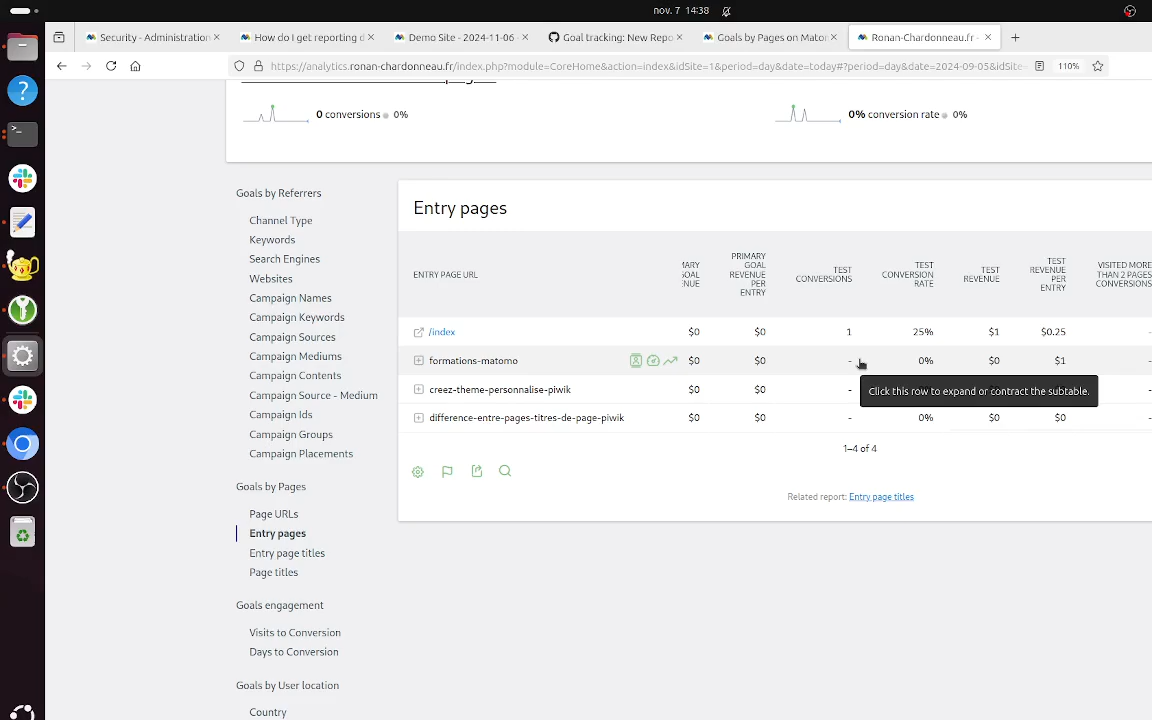 nov. 7 14:38
Security - Administration
How do I get reporting d
Demo Site - 2024-11-06 -
Goal tracking: New Repo
Goals by Pages on Mato
Ronan-Chardonneau.fr -
https://analytics.ronan-chardonneau.fr/index.php?module=CoreHome&action=index&idSite=1&period=day&date=today#?period=day&date=2024-09-05&idSite=
110%
0 conversions 0%
0% conversion rate 0%
Goals by Referrers
Channel Type
Keywords
Search Engines
Websites
Campaign Names
Campaign Keywords
Campaign Sources
Campaign Mediums
Campaign Contents
Campaign Source - Medium
Campaign Ids
Campaign Groups
Campaign Placements
Goals by Pages
Page URLs
Entry pages
Entry page titles
Page titles
Goals engagement
Visits to Conversion
Days to Conversion
Goals by User location
Country
Entry pages
ENTRY PAGE URL
PRIMARY GOAL REVENUE PER ENTRY
TEST CONVERSIONS
TEST CONVERSION RATE
TEST REVENUE
TEST REVENUE PER ENTRY
VISITED MORE THAN 2 PAGES CONVERSIONS
/index $0 $0 1 25% $1 $0.25 -
formations-matomo $0 $0 - 0% $0 $1 -
creez-theme-personnalise-piwik $0 $0 - -
Click this row to expand or contract the subtable.
difference-entre-pages-titres-de-page-piwik $0 $0 - 0% $0 $0 -
1–4 of 4
Related report: Entry page titles